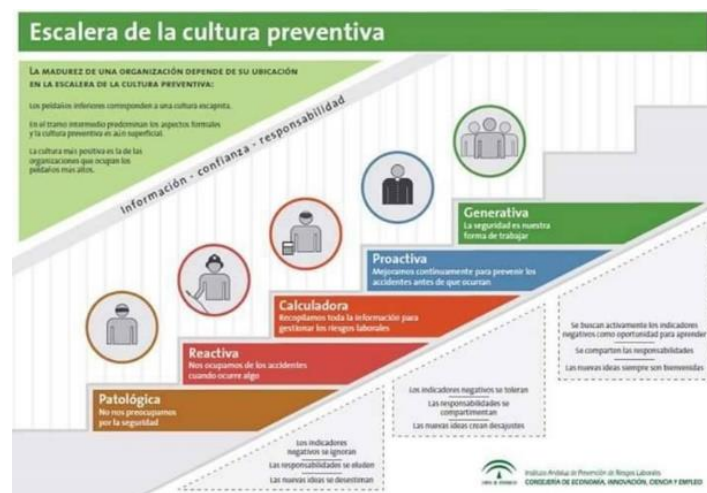 Escalera de la cultura preventiva
LA MADUREZ DE UNA ORGANIZACIÓN DEPENDE DE SU UBICACIÓN
EN LA ESCALERA DE LA CULTURA PREVENTIVA:
Los peldaños inferiores corresponden a una cultura escapista.
En el tramo intermedio predominan los aspectos formales
y la cultura preventiva es aún superficial.
La cultura más positiva es la de las
organizaciones que ocupan los
peldaños más altos.
Información - confianza - responsabilidad
Generativa
La seguridad es nuestra
forma de trabajar
Proactiva
Mejoramos continuamente para prevenir los
accidentes antes de que ocurran
Calculadora
Recopilamos toda la información para
gestionar los riesgos laborales
Reactiva
Nos ocupamos de los accidentes
cuando ocurre algo
Patológica
No nos preocupamos
por la seguridad
Se buscan activamente los indicadores
negativos como oportunidad para aprender
Se comparten las responsabilidades
Las nuevas ideas siempre son bienvenidas
Los indicadores negativos se toleran
Las responsabilidades se
compartimentan
Las nuevas ideas crean desajustes
Los indicadores
negativos se ignoran
Las responsabilidades se eluden
Las nuevas ideas se desestiman
Instituto Andaluz de Prevención de Riesgos Laborales
CONSEJERÍA DE ECONOMÍA, INNOVACIÓN, CIENCIA Y EMPLEO